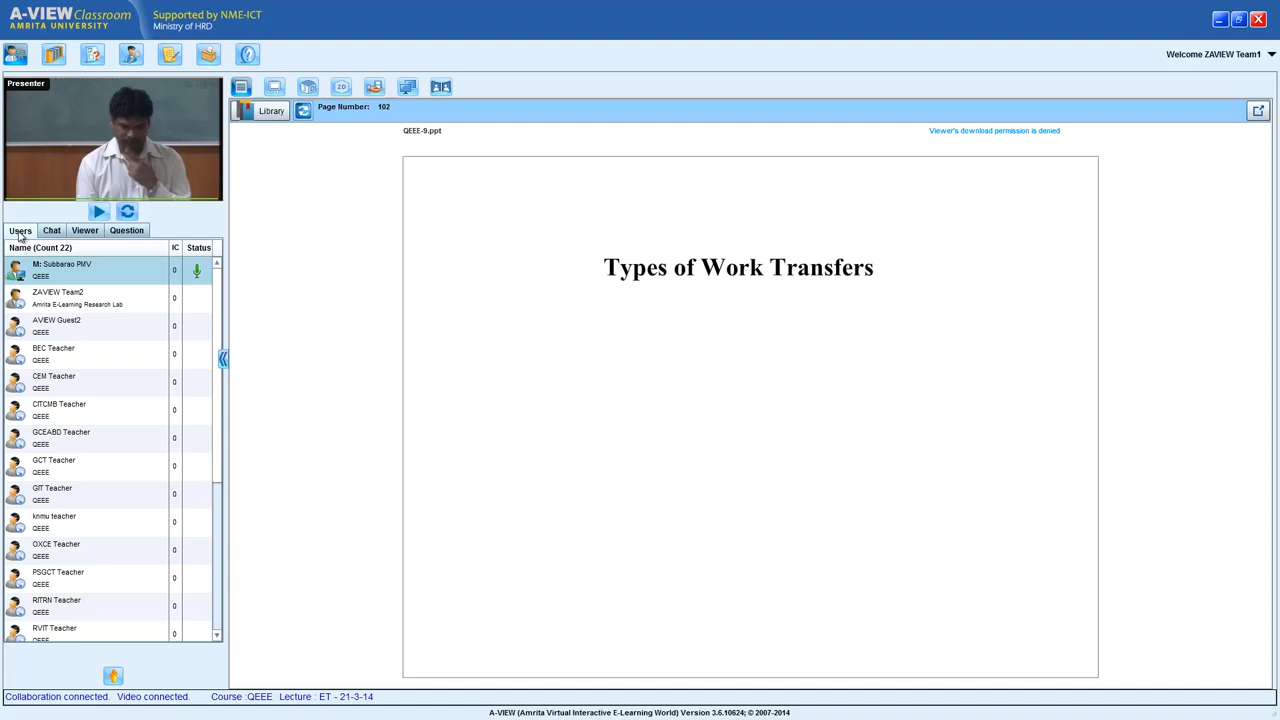 A-VIEW Classroom
AMRITA UNIVERSITY
Supported by NME-ICT
Ministry of HRD
Welcome ZAVIEW Team1
Presenter
2D
Library
Page Number: 102
QEEE-9.ppt
Viewer's download permission is denied
Users Chat Viewer Question
Name (Count 22) IC Status
M: Subbarao PMV 0
QEEE
ZAVIEW Team2 0
Amrita E-Learning Research Lab
AVIEW Guest2 0
QEEE
BEC Teacher 0
QEEE
CEM Teacher 0
QEEE
CITCMB Teacher 0
QEEE
GCEABD Teacher 0
QEEE
GCT Teacher 0
QEEE
GIT Teacher 0
QEEE
knmu teacher 0
QEEE
OXCE Teacher 0
QEEE
PSGCT Teacher 0
QEEE
RITRN Teacher 0
QEEE
RVIT Teacher 0
QEEE
Types of Work Transfers
Collaboration connected. Video connected. Course :QEEE Lecture : ET - 21-3-14
A-VIEW (Amrita Virtual Interactive E-Learning World) Version 3.6.10624; © 2007-2014